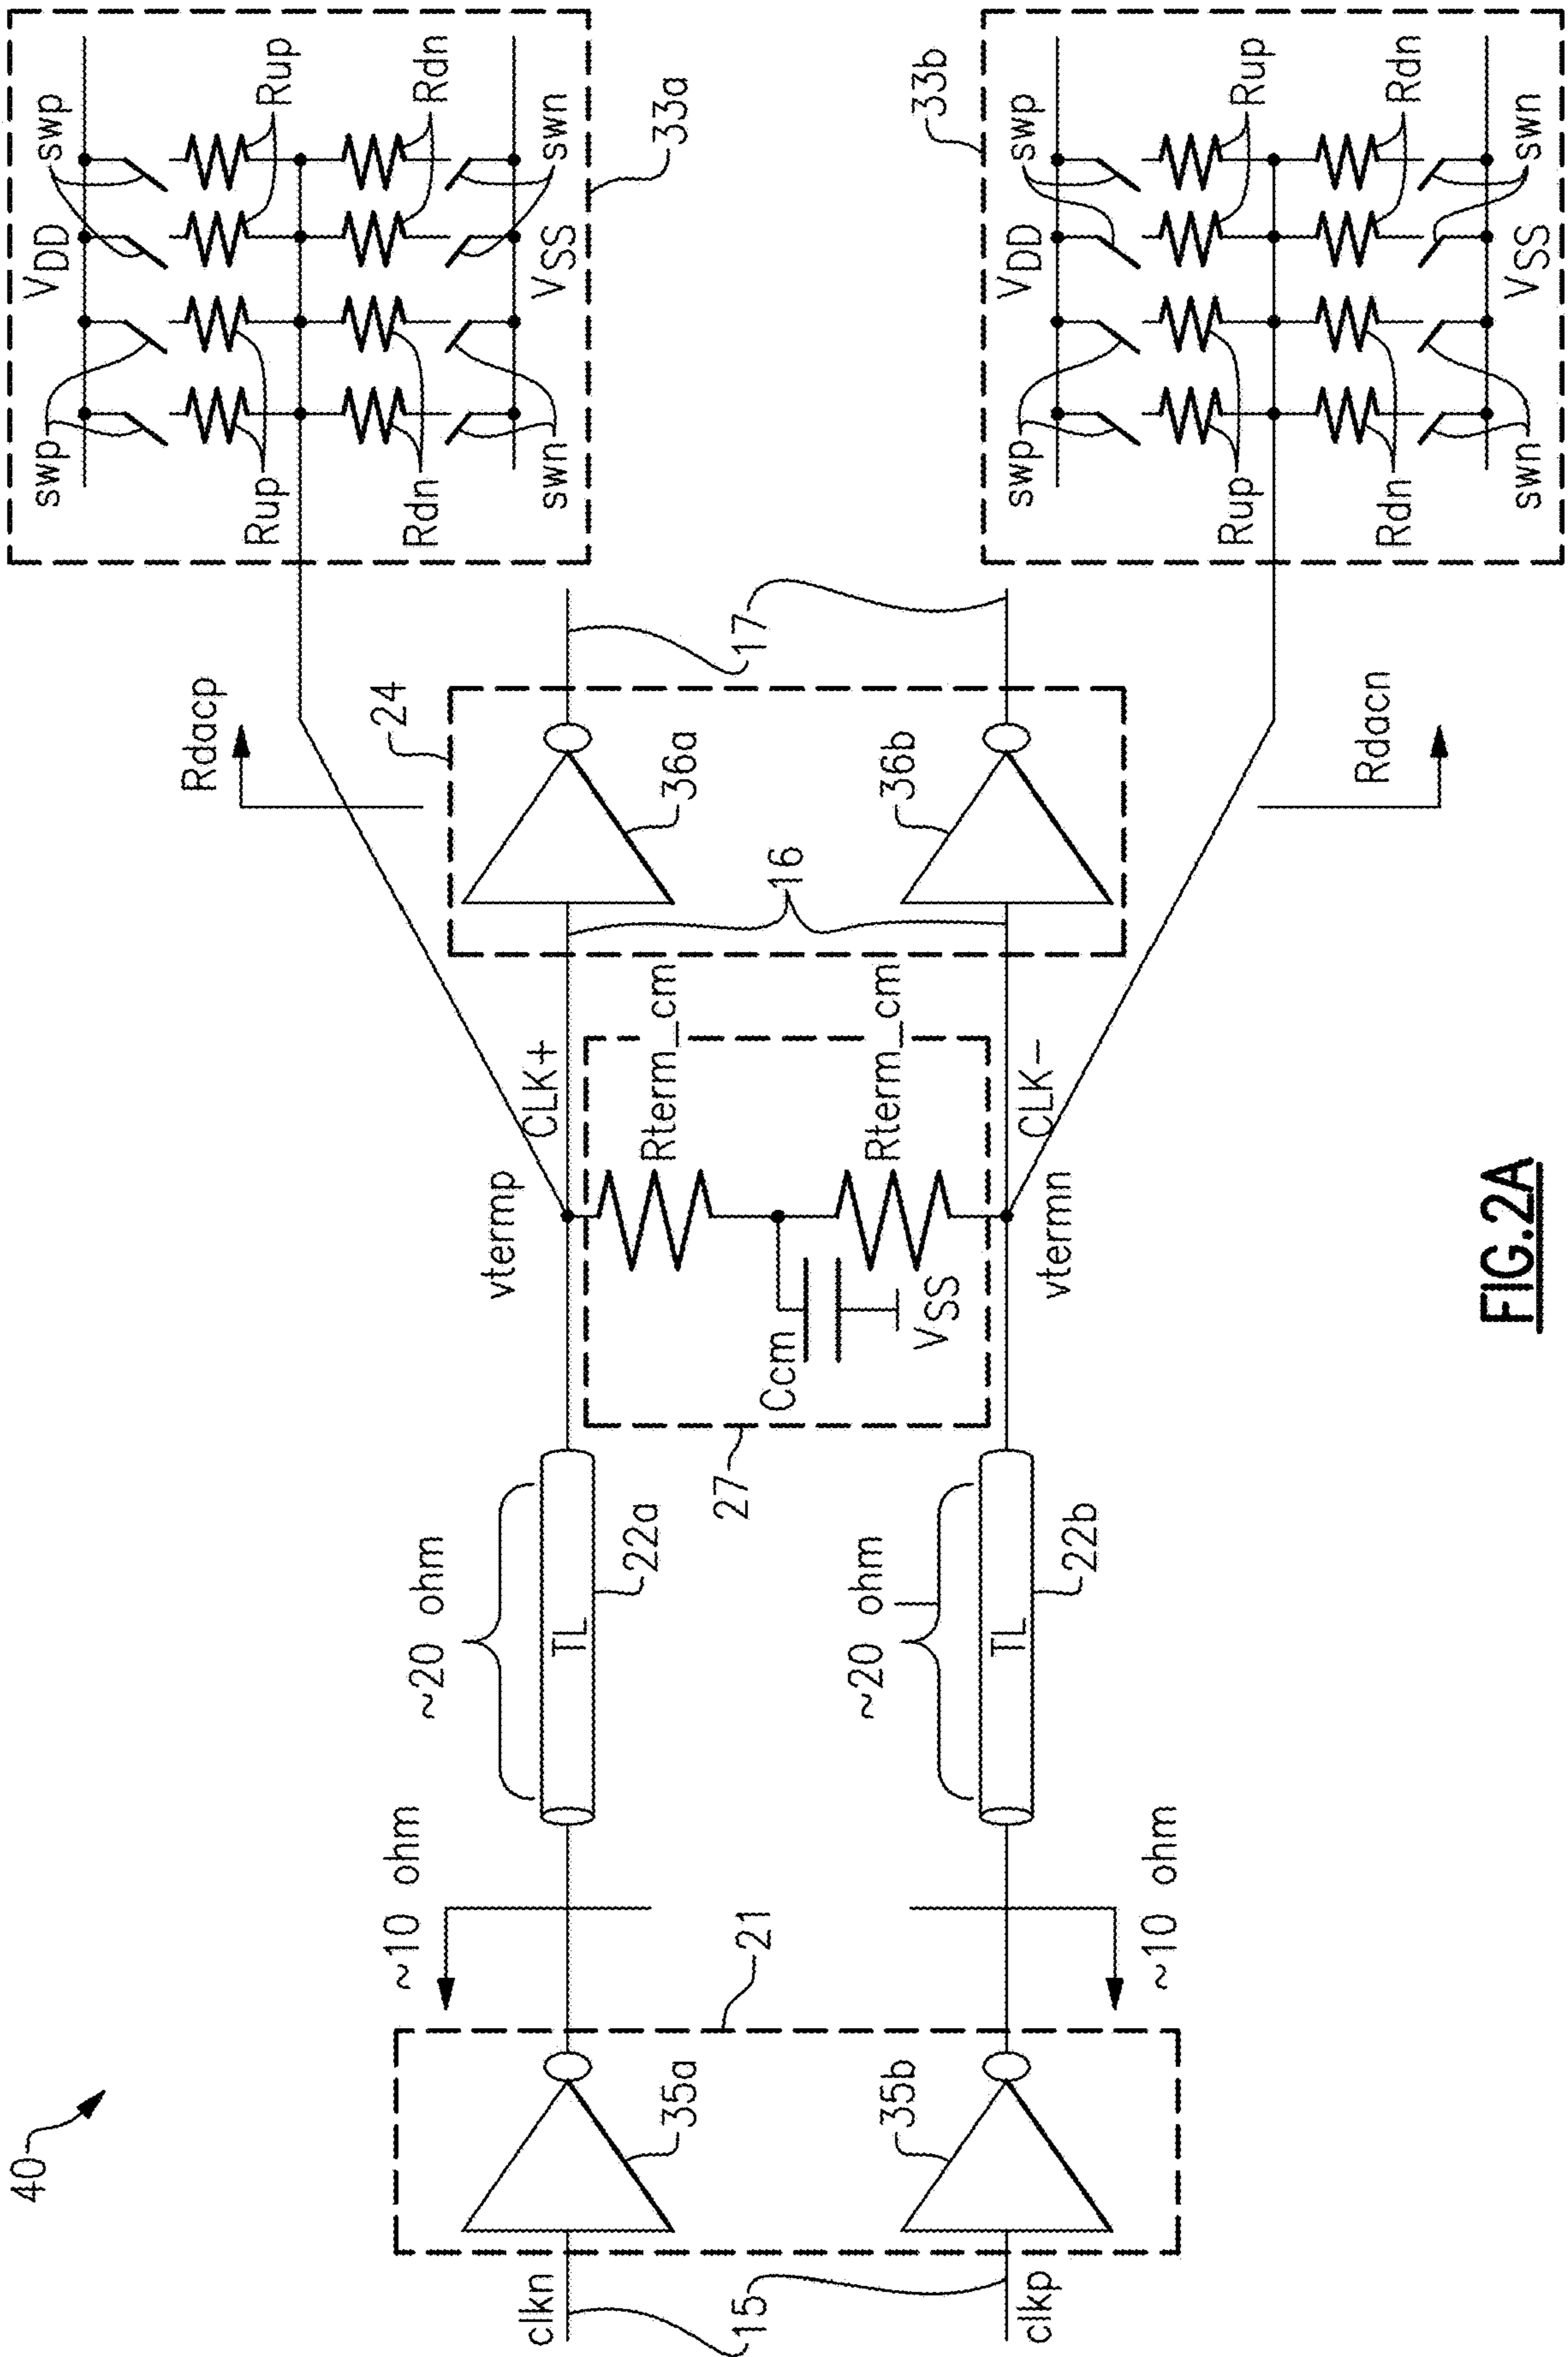 40
clkn
clkp
15
35a
35b
21
~10 ohm
~10 ohm
~20 ohm
~20 ohm
TL
TL
22a
22b
27
vtermp
vtermn
CLK+
CLK−
Rterm_cm
Rterm_cm
Ccm
VSS
16
36a
36b
24
17
Rdacp
Rdacn
swp
swp
VDD
Rup
Rup
Rdn
Rdn
swn
swn
VSS
33a
swp
swp
VDD
Rup
Rup
Rdn
Rdn
swn
swn
VSS
33b
FIG.2A